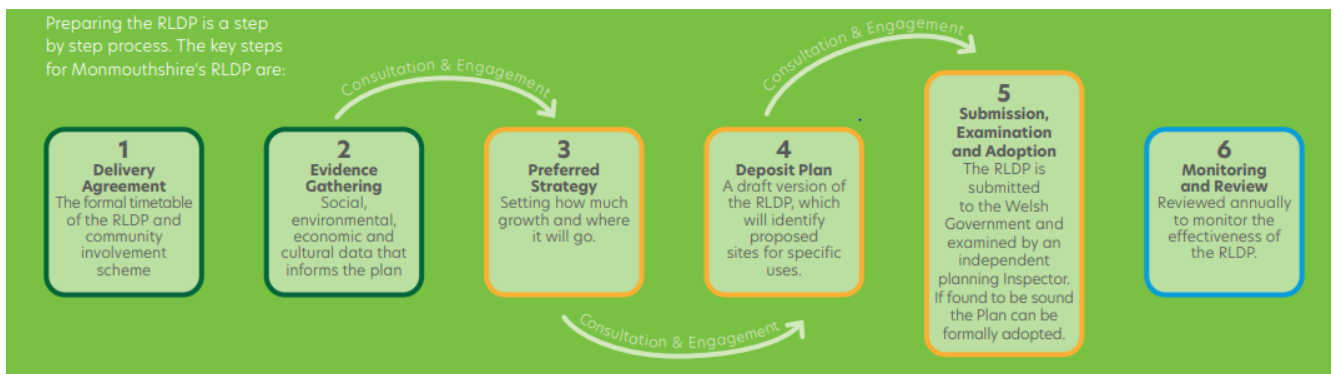 Preparing the RLDP is a step
by step process. The key steps
for Monmouthshire's RLDP are:
Consultation & Engagement
Consultation & Engagement
1
Delivery
Agreement
The formal timetable
of the RLDP and
community
involvement
scheme
2
Evidence
Gathering
Social,
environmental,
economic and
cultural data that
informs the plan
3
Preferred
Strategy
Setting how much
growth and where
it will go.
4
Deposit Plan
A draft version of
the RLDP, which
will identify
proposed
sites for specific
uses.
5
Submission,
Examination
and Adoption
The RLDP is
submitted
to the Welsh
Government and
examined by an
independent
planning Inspector.
If found to be sound
the Plan can be
formally adopted.
6
Monitoring
and Review
Reviewed annually
to monitor the
effectiveness of
the RLDP.
Consultation & Engagement